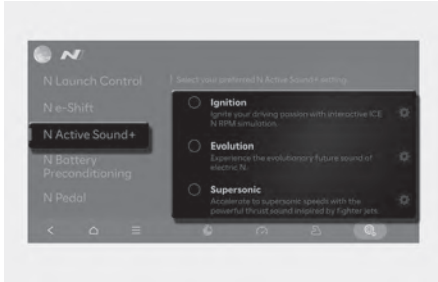 N
N Launch Control
Select your preferred N Active Sound+ setting.
N e-Shift
Ignition
Ignite your driving passion with interactive ICE
N RPM simulation.
N Active Sound+
Evolution
Experience the evolutionary future sound of
electric N.
N Battery
Preconditioning
Supersonic
Accelerate to supersonic speeds with the
powerful thrust sound inspired by fighter jets.
N Pedal